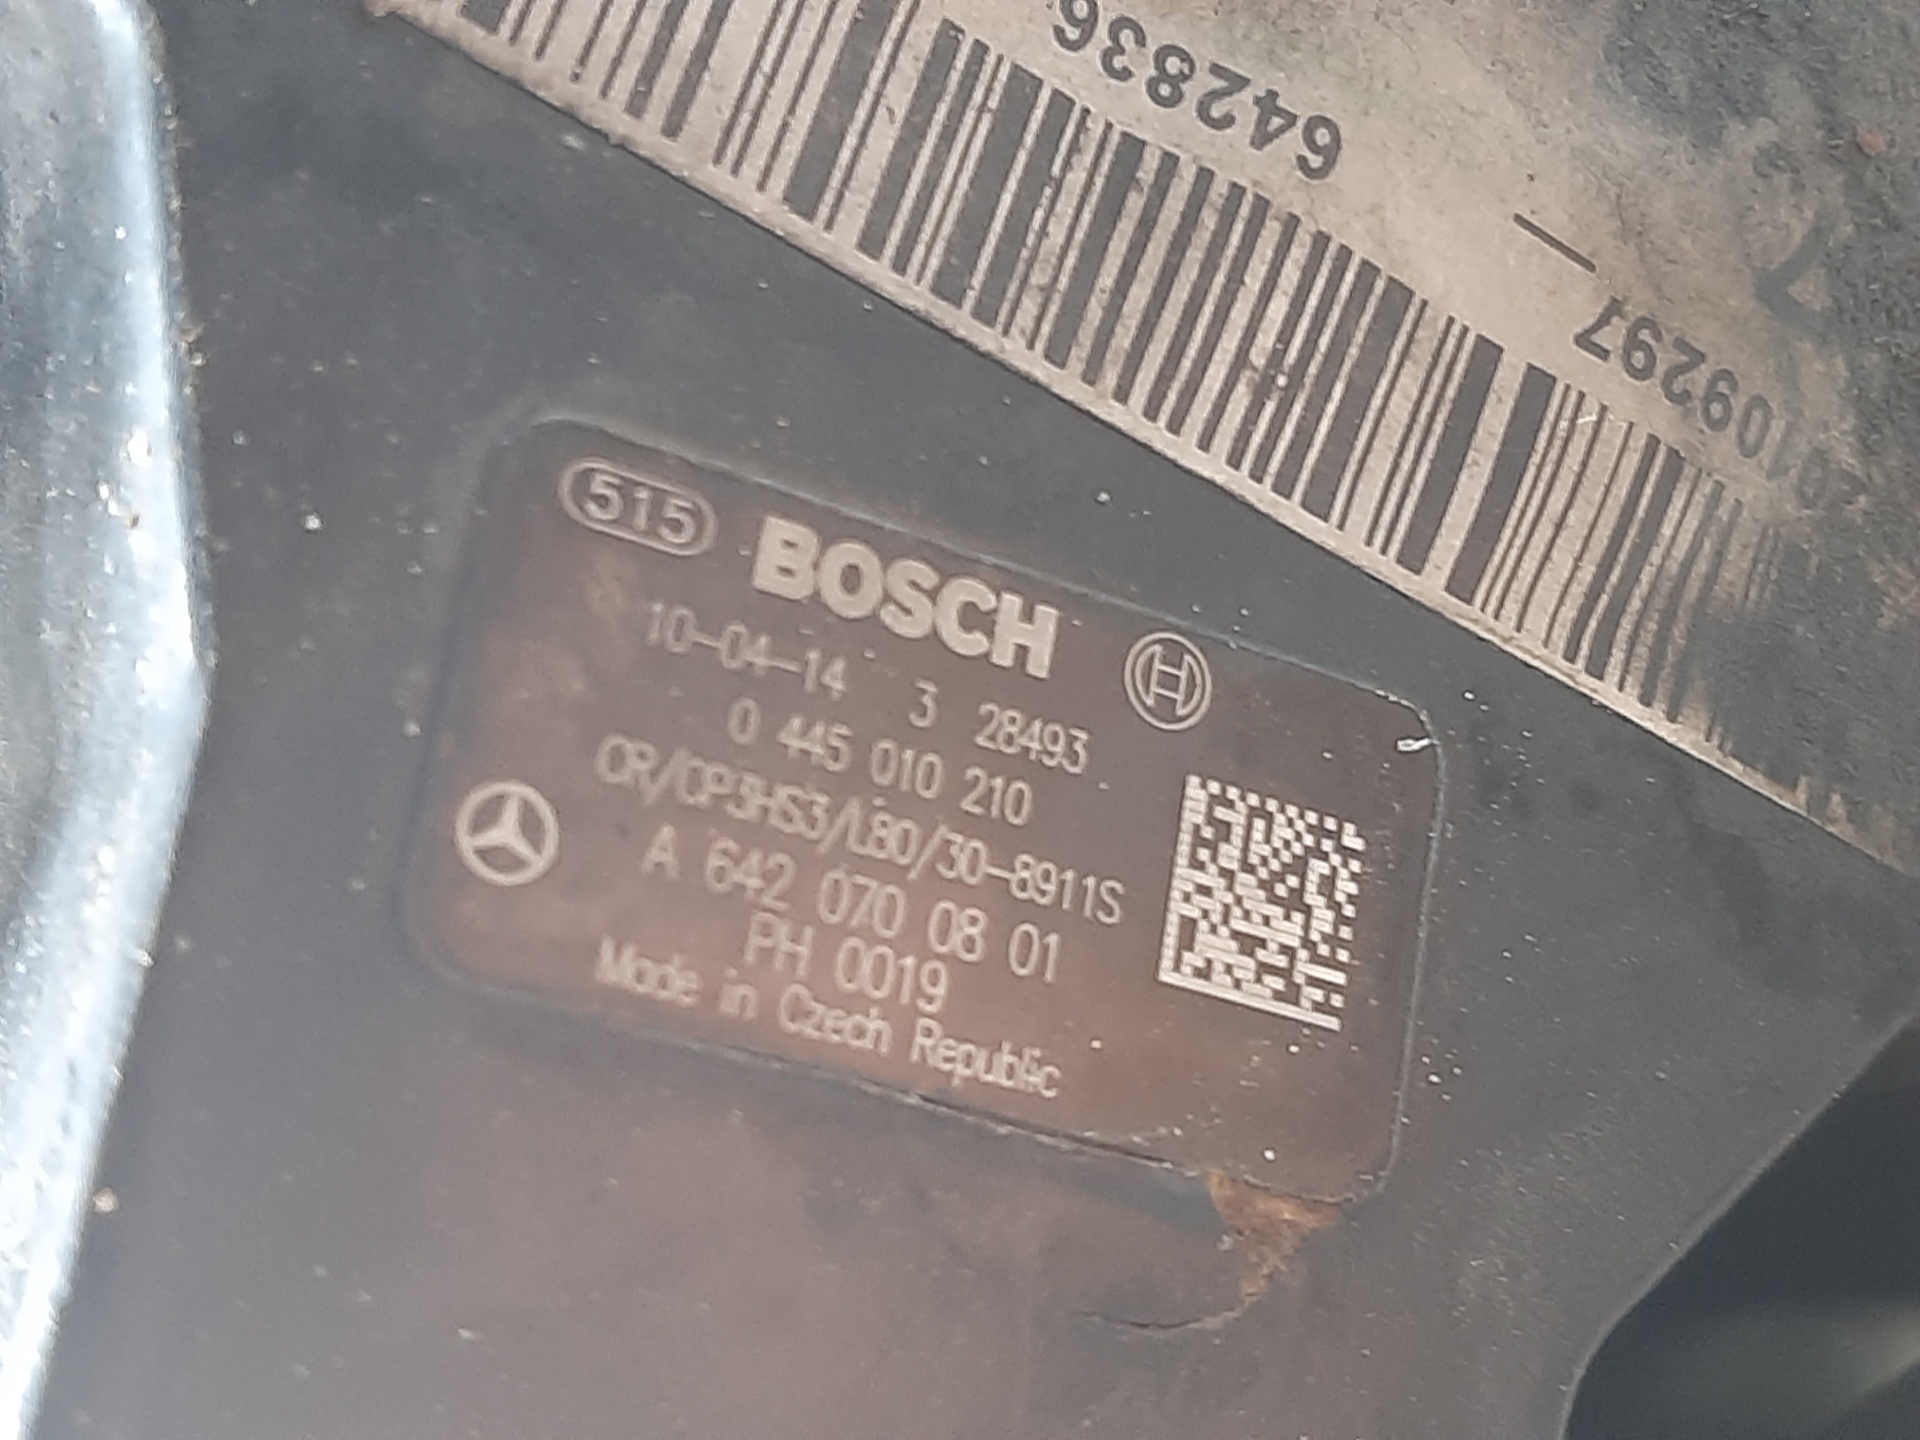 642836
109297
515 BOSCH
10-04-14 3 28493
0 445 010 210
CR/CP3HS3/L80/30-8911S
A 642 070 08 01
PH 0019
Made in Czech Republic